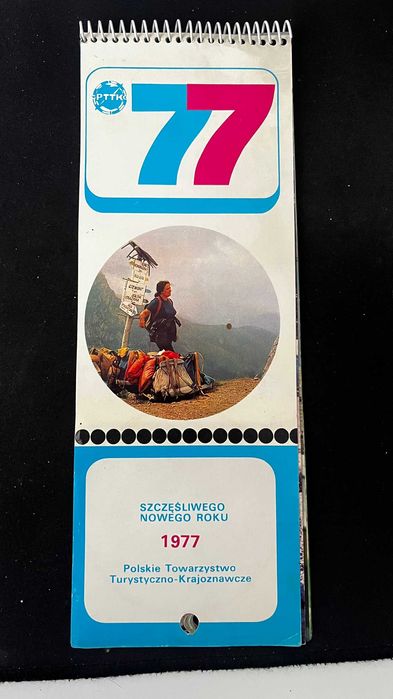 PTTK
77
SZCZĘŚLIWEGO
NOWEGO ROKU
1977
Polskie Towarzystwo
Turystyczno-Krajoznawcze